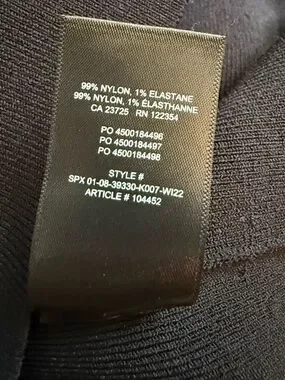 99% NYLON, 1% ELASTANE
99% NYLON, 1% ÉLASTHANNE
CA 23725 RN 122354
PO 4500184496
PO 4500184497
PO 4500184498
STYLE #
SPX 01-08-39330-K007-WI22
ARTICLE # 104452